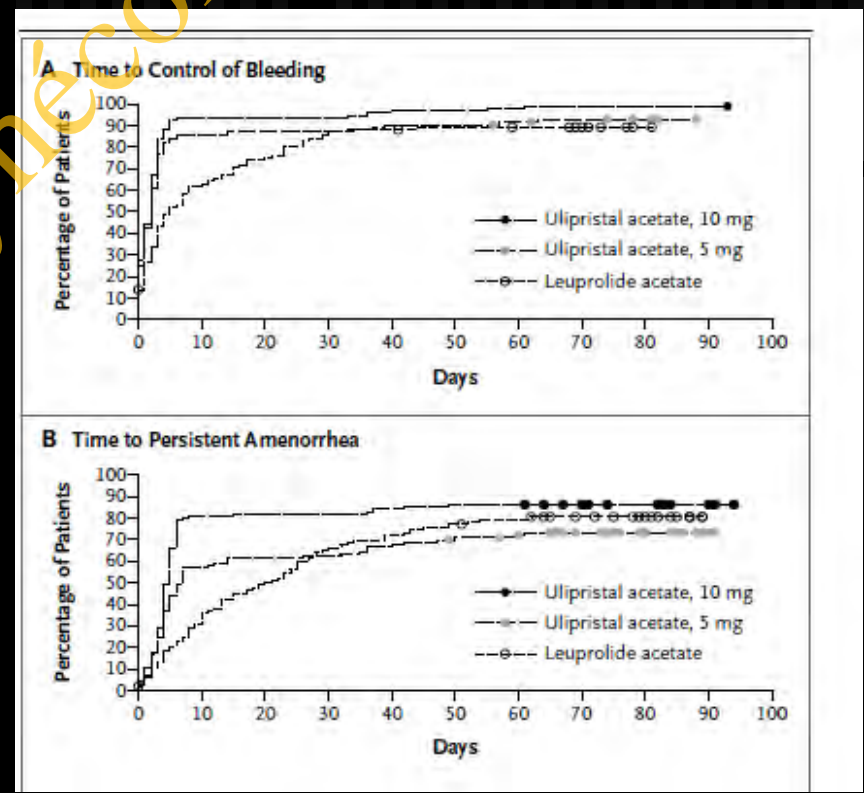 néco
A Time to Control of Bleeding
Percentage of Patients
100
90
80
70
60
50
40
30
20
10
0
0 10 20 30 40 50 60 70 80 90 100
Days
Ulipristal acetate, 10 mg
Ulipristal acetate, 5 mg
Leuprolide acetate
B Time to Persistent Amenorrhea
Percentage of Patients
100
90
80
70
60
50
40
30
20
10
0
0 10 20 30 40 50 60 70 80 90 100
Days
Ulipristal acetate, 10 mg
Ulipristal acetate, 5 mg
Leuprolide acetate